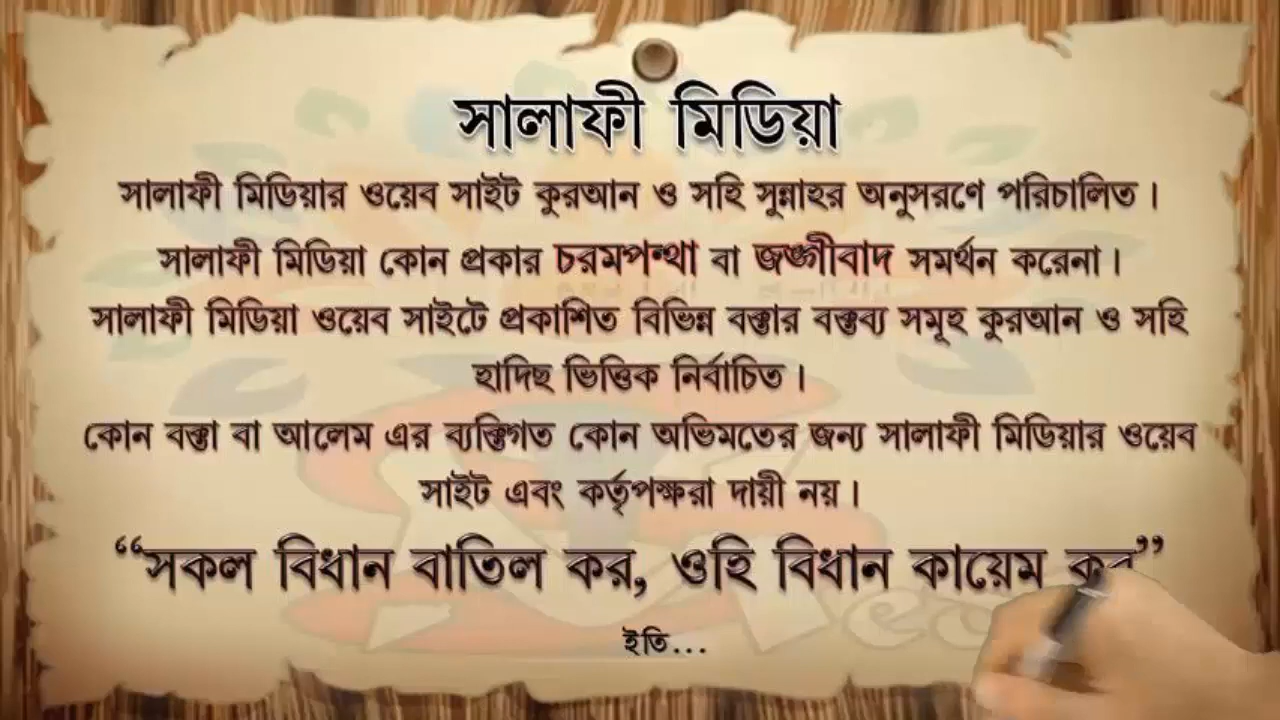 সালাফী মিডিয়া
সালাফী মিডিয়ার ওয়েব সাইট কুরআন ও সহি সুন্নাহর অনুসরণে পরিচালিত।
সালাফী মিডিয়া কোন প্রকার চরমপন্থা বা জঙ্গীবাদ সমর্থন করেনা।
সালাফী মিডিয়া ওয়েব সাইটে প্রকাশিত বিভিন্ন বক্তার বক্তব্য সমূহ কুরআন ও সহি
হাদিছ ভিত্তিক নির্বাচিত।
কোন বক্তা বা আলেম এর ব্যক্তিগত কোন অভিমতের জন্য সালাফী মিডিয়ার ওয়েব
সাইট এবং কর্তৃপক্ষরা দায়ী নয়।
“সকল বিধান বাতিল কর, ওহি বিধান কায়েম কর”
ইতি...